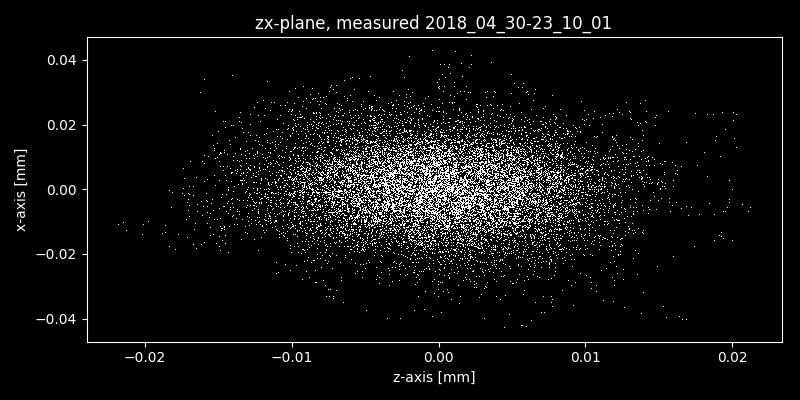 zx-plane, measured 2018_04_30-23_10_01
0.04
0.02
0.00
−0.02
−0.04
x-axis [mm]
−0.02 −0.01 0.00 0.01 0.02
z-axis [mm]